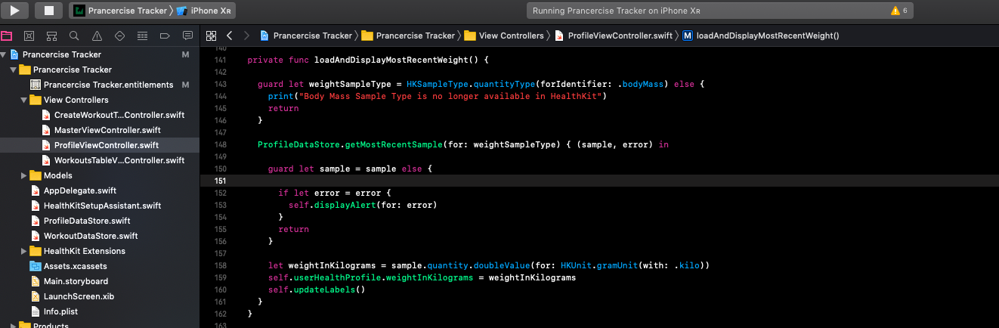 Prancercise Tracker iPhone XR Running Prancercise Tracker on iPhone XR 6
Prancercise Tracker Prancercise Tracker View Controllers ProfileViewController.swift M loadAndDisplayMostRecentWeight()
Prancercise Tracker M
Prancercise Tracker
Prancercise Tracker.entitlements M
View Controllers
CreateWorkoutT...Controller.swift
MasterViewController.swift
ProfileViewController.swift
WorkoutsTableV...Controller.swift
Models
AppDelegate.swift
HealthKitSetupAssistant.swift
ProfileDataStore.swift
WorkoutDataStore.swift
HealthKit Extensions
Assets.xcassets
Main.storyboard
LaunchScreen.xib
Info.plist
Products
140
141 private func loadAndDisplayMostRecentWeight() {
142
143 guard let weightSampleType = HKSampleType.quantityType(forIdentifier: .bodyMass) else {
144 print("Body Mass Sample Type is no longer available in HealthKit")
145 return
146 }
147
148 ProfileDataStore.getMostRecentSample(for: weightSampleType) { (sample, error) in
149
150 guard let sample = sample else {
151
152 if let error = error {
153 self.displayAlert(for: error)
154 }
155 return
156 }
157
158 let weightInKilograms = sample.quantity.doubleValue(for: HKUnit.gramUnit(with: .kilo))
159 self.userHealthProfile.weightInKilograms = weightInKilograms
160 self.updateLabels()
161 }
162 }
163